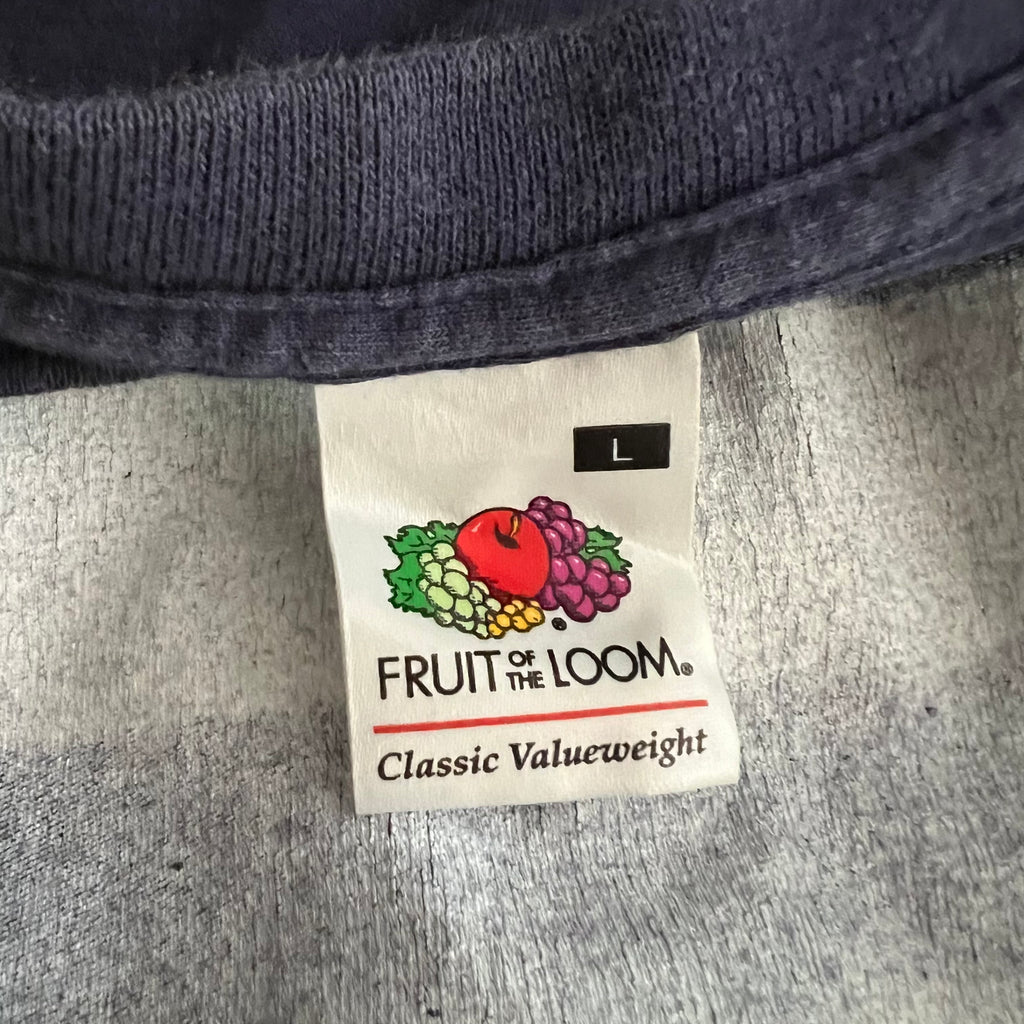 L
FRUIT OF THE LOOM®
Classic Valueweight